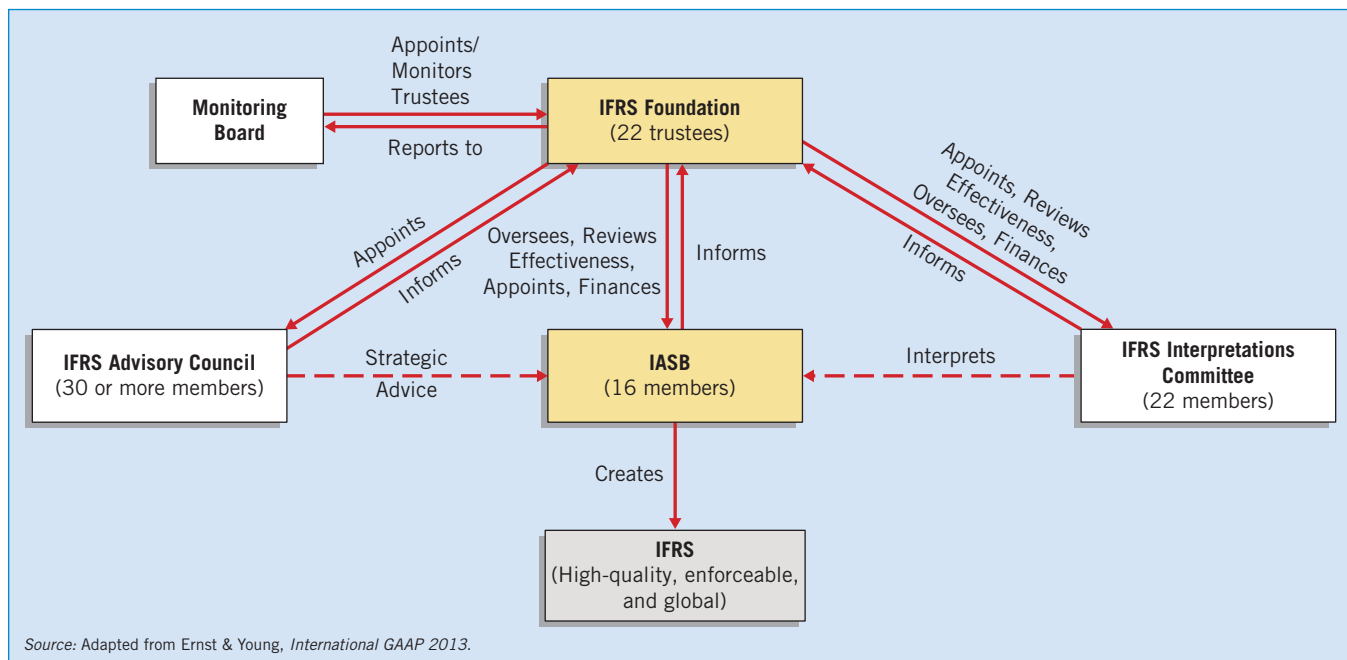 Appoints/
Monitors
Trustees
Monitoring
Board
IFRS Foundation
(22 trustees)
Reports to
Appoints
Informs
Oversees, Reviews
Effectiveness,
Appoints, Finances
Informs
Appoints, Reviews
Effectiveness,
Oversees, Finances
Informs
IFRS Advisory Council
(30 or more members)
Strategic
Advice
IASB
(16 members)
Interprets
IFRS Interpretations
Committee
(22 members)
Creates
IFRS
(High-quality, enforceable,
and global)
Source: Adapted from Ernst & Young, International GAAP 2013.